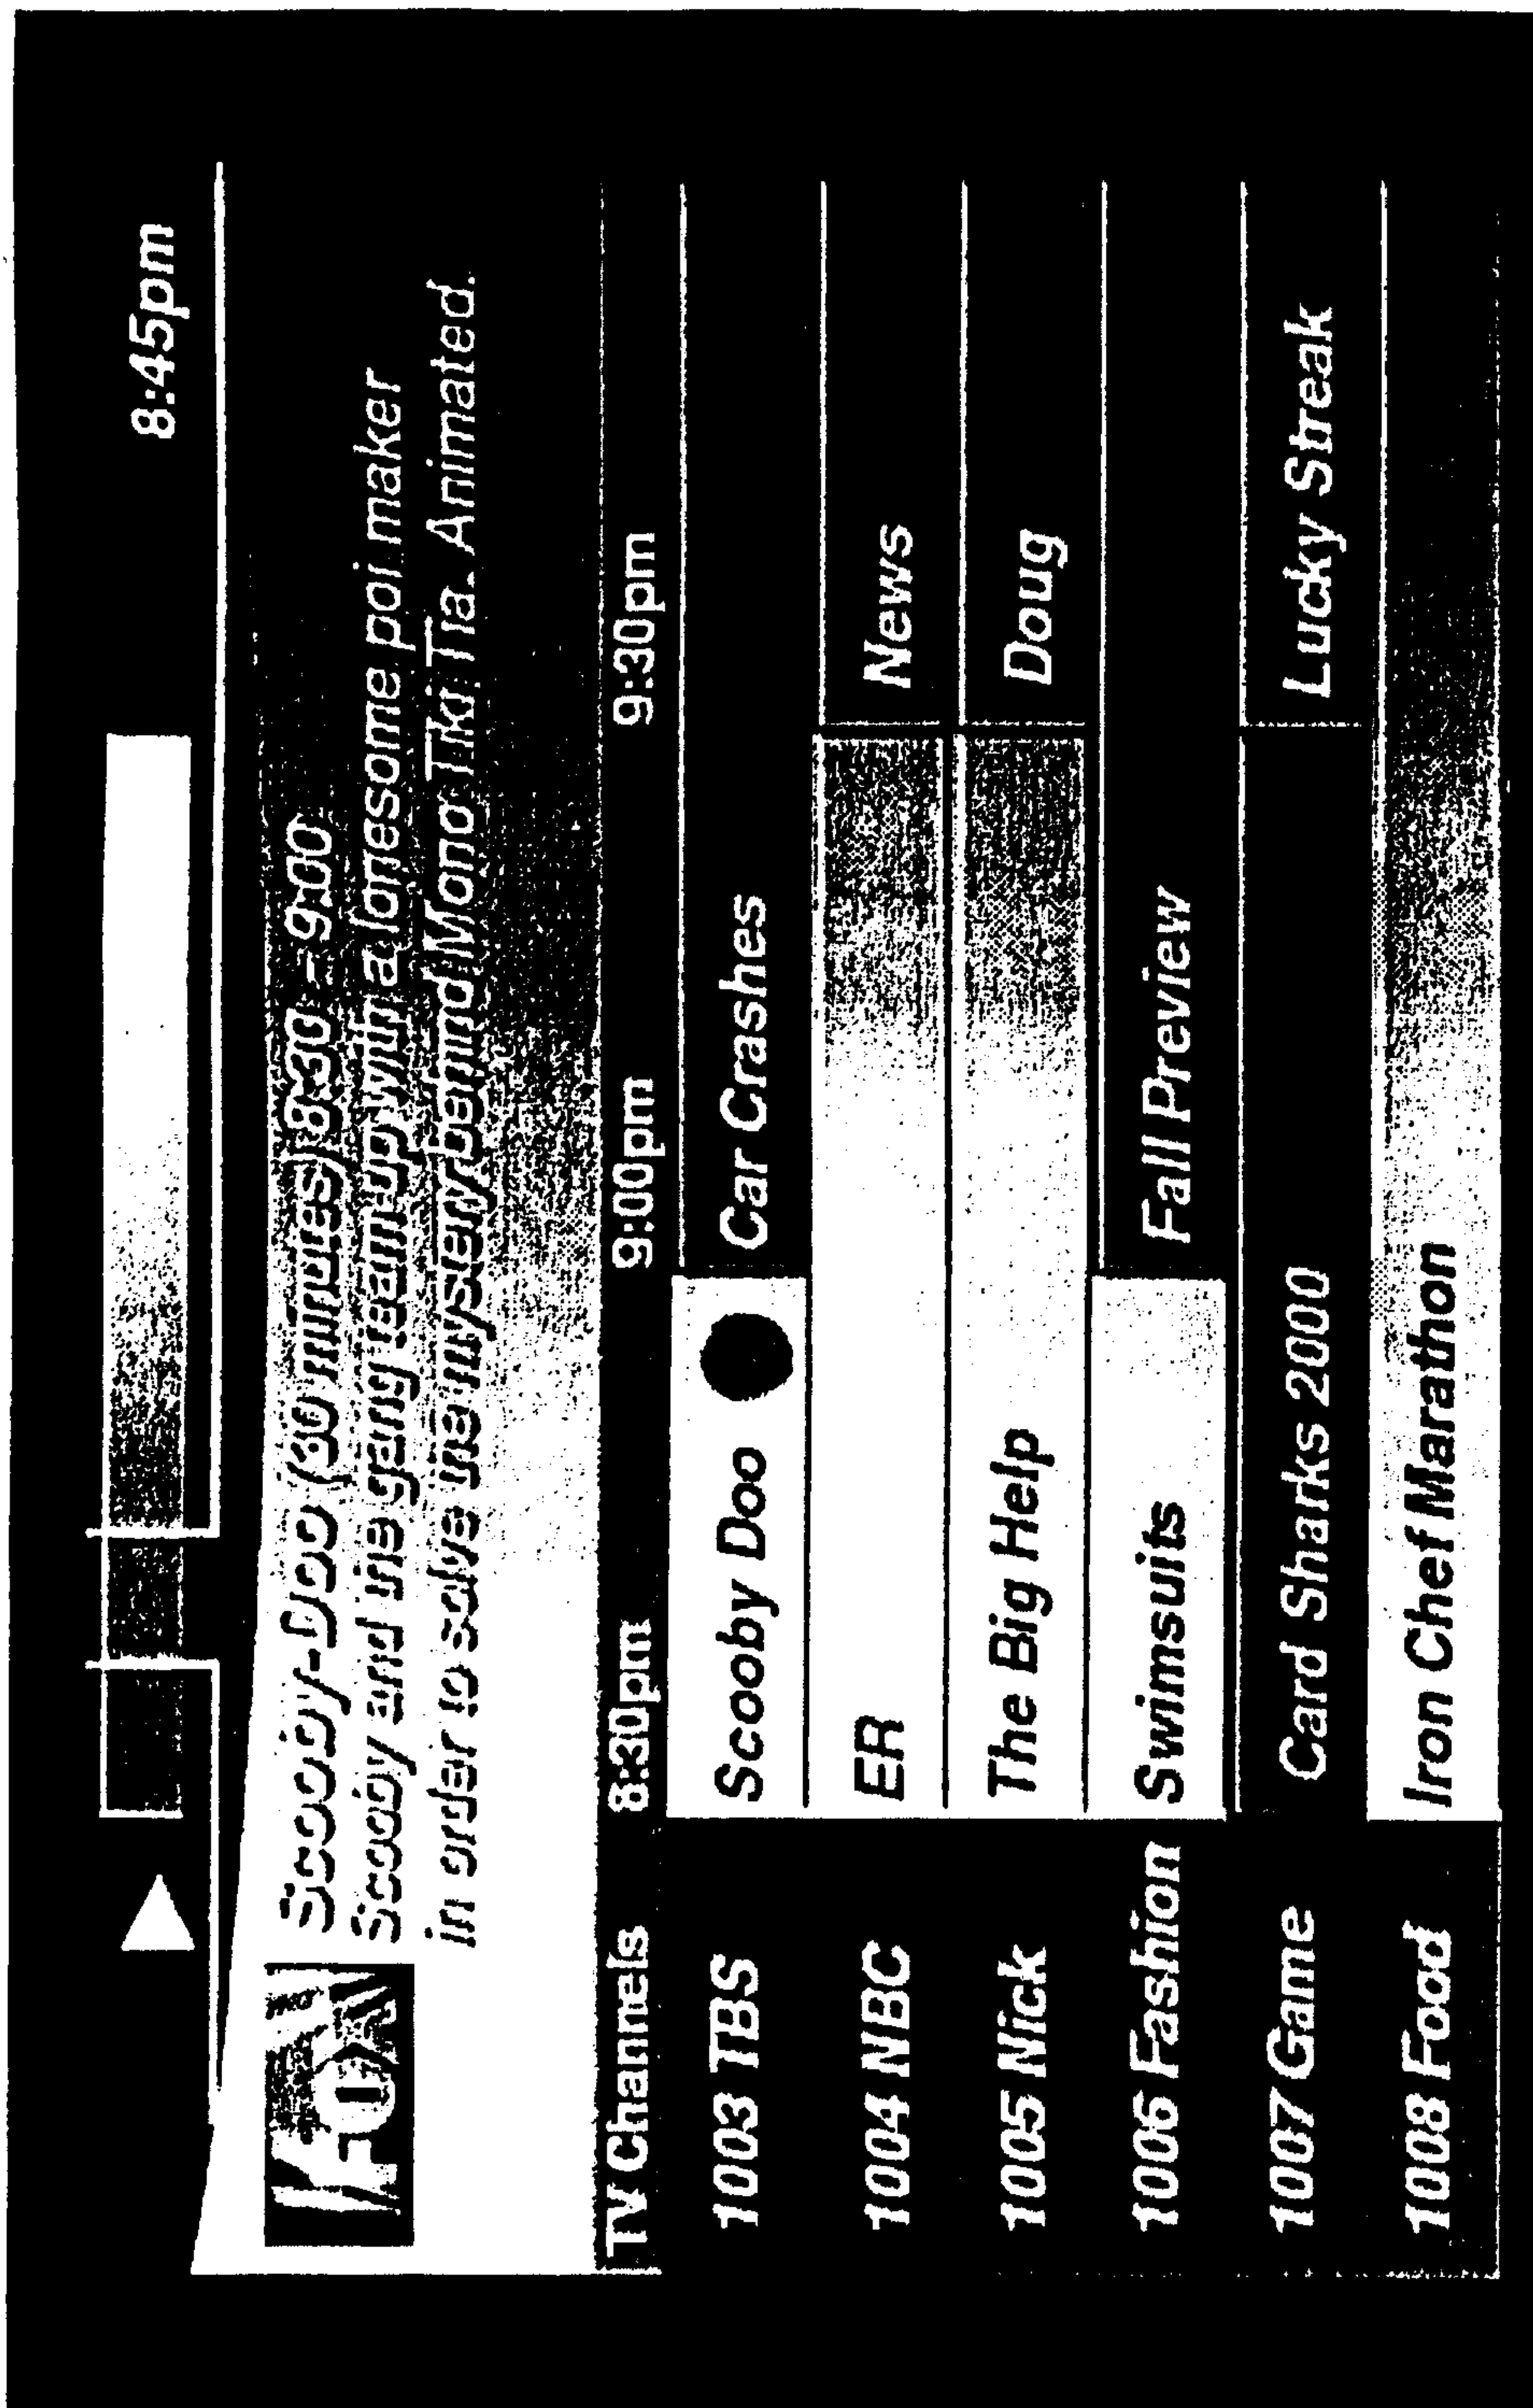 8:45pm
FOX
Scooby-Doo (30 minutes) 8:30 - 9:00
Scooby and the gang team up with a lonesome poi maker
in order to solve the mystery behind Mono Tiki Tia. Animated.
TV Channels 8:30pm 9:00pm 9:30pm
1003 TBS Scooby Doo Car Crashes
1004 NBC ER News
1005 Nick The Big Help Doug
1006 Fashion Swimsuits Fall Preview
1007 Game Card Sharks 2000 Lucky Streak
1008 Food Iron Chef Marathon